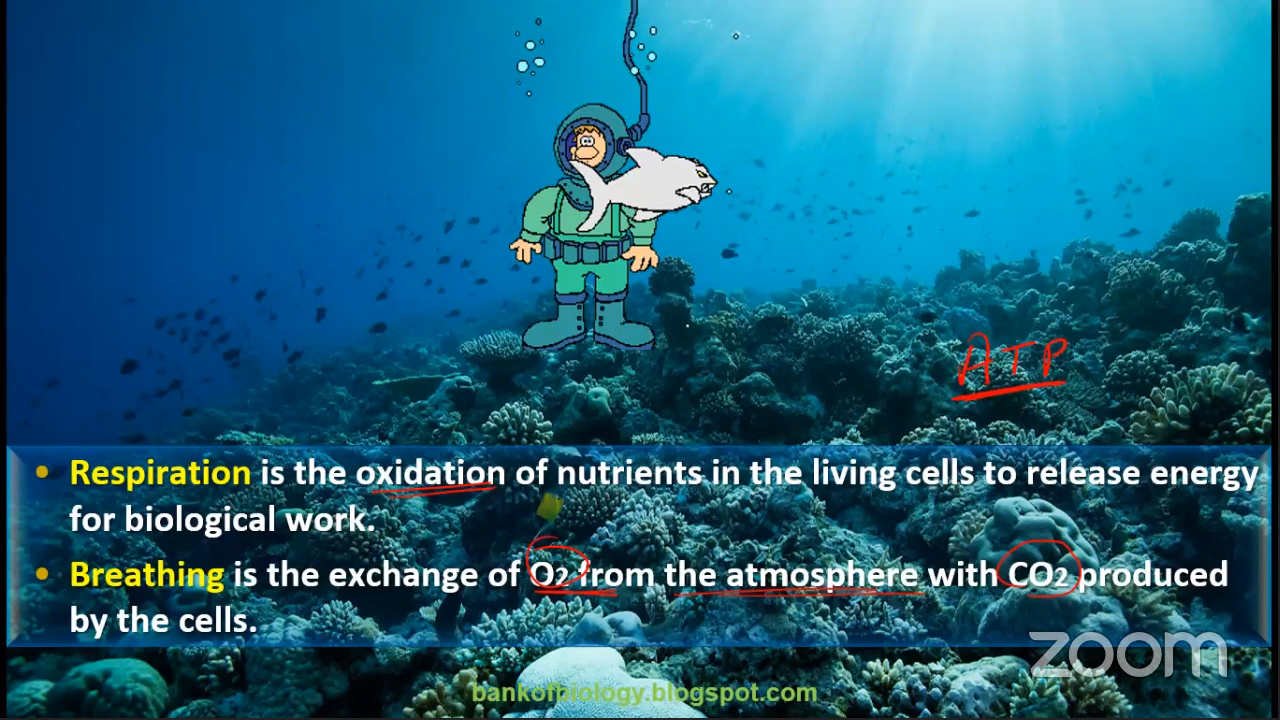 ATP
Respiration is the oxidation of nutrients in the living cells to release energy
for biological work.
Breathing is the exchange of O2 from the atmosphere with CO2 produced
by the cells.
zoom
bankofbiology.blogspot.com